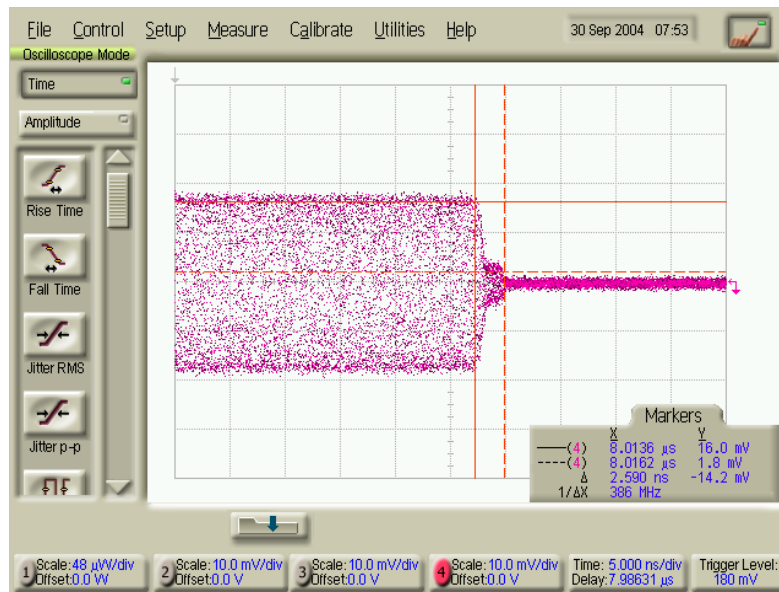 File Control Setup Measure Calibrate Utilities Help 30 Sep 2004 07:53
Oscilloscope Mode
Time
Amplitude
Rise Time
Fall Time
Jitter RMS
Jitter p-p
Markers
X Y
——(4) 8.0136 µs 16.0 mV
----(4) 8.0162 µs 1.8 mV
Δ 2.590 ns -14.2 mV
1/ΔX 386 MHz
1 Scale:48 µW/div
Offset:0.0 W
2 Scale:10.0 mV/div
Offset:0.0 V
3 Scale:10.0 mV/div
Offset:0.0 V
4 Scale:10.0 mV/div
Offset:0.0 V
Time:5.000 ns/div
Delay:7.98631 µs
Trigger Level:
180 mV